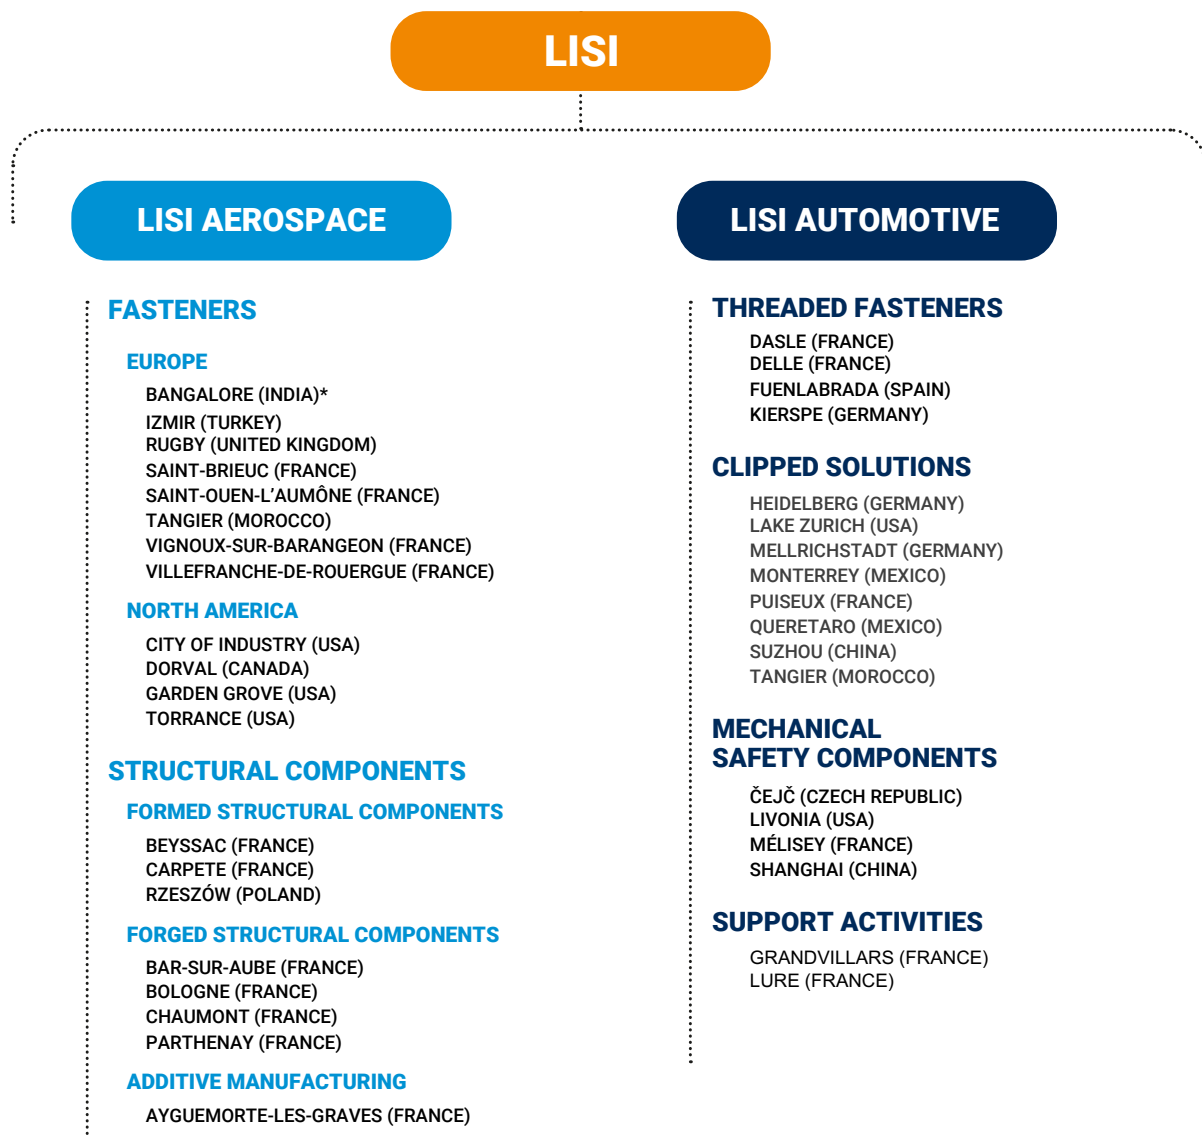 LISI
LISI AEROSPACE
FASTENERS
EUROPE
BANGALORE (INDIA)*
IZMIR (TURKEY)
RUGBY (UNITED KINGDOM)
SAINT-BRIEUC (FRANCE)
SAINT-OUEN-L’AUMÔNE (FRANCE)
TANGIER (MOROCCO)
VIGNOUX-SUR-BARANGEON (FRANCE)
VILLEFRANCHE-DE-ROUERGUE (FRANCE)
NORTH AMERICA
CITY OF INDUSTRY (USA)
DORVAL (CANADA)
GARDEN GROVE (USA)
TORRANCE (USA)
STRUCTURAL COMPONENTS
FORMED STRUCTURAL COMPONENTS
BEYSSAC (FRANCE)
CARPETE (FRANCE)
RZESZÓW (POLAND)
FORGED STRUCTURAL COMPONENTS
BAR-SUR-AUBE (FRANCE)
BOLOGNE (FRANCE)
CHAUMONT (FRANCE)
PARTHENAY (FRANCE)
ADDITIVE MANUFACTURING
AYGUEMORTE-LES-GRAVES (FRANCE)
LISI AUTOMOTIVE
THREADED FASTENERS
DASLE (FRANCE)
DELLE (FRANCE)
FUENLABRADA (SPAIN)
KIERSPE (GERMANY)
CLIPPED SOLUTIONS
HEIDELBERG (GERMANY)
LAKE ZURICH (USA)
MELLRICHSTADT (GERMANY)
MONTERREY (MEXICO)
PUISEUX (FRANCE)
QUERETARO (MEXICO)
SUZHOU (CHINA)
TANGIER (MOROCCO)
MECHANICAL
SAFETY COMPONENTS
ČEJČ (CZECH REPUBLIC)
LIVONIA (USA)
MÉLISEY (FRANCE)
SHANGHAI (CHINA)
SUPPORT ACTIVITIES
GRANDVILLARS (FRANCE)
LURE (FRANCE)